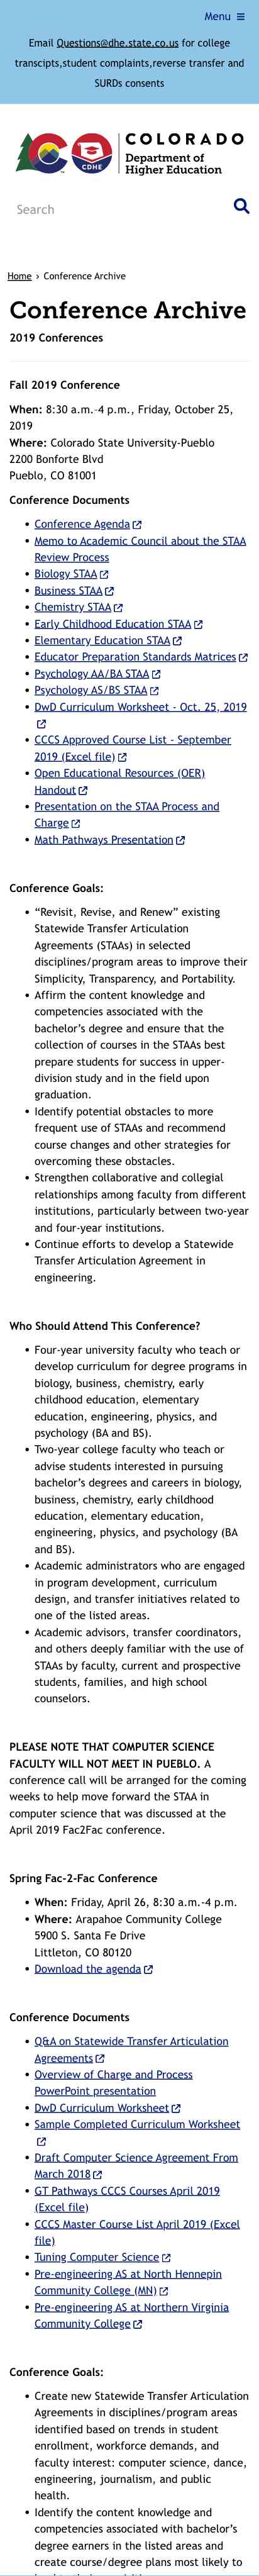 Menu ≡
Email Questions@dhe.state.co.us for college
transcipts,student complaints,reverse transfer and
SURDs consents
CO CDHE COLORADO
Department of
Higher Education
Search
Home › Conference Archive
Conference Archive
2019 Conferences
Fall 2019 Conference
When: 8:30 a.m.–4 p.m., Friday, October 25,
2019
Where: Colorado State University-Pueblo
2200 Bonforte Blvd
Pueblo, CO 81001
Conference Documents
• Conference Agenda
• Memo to Academic Council about the STAA
Review Process
• Biology STAA
• Business STAA
• Chemistry STAA
• Early Childhood Education STAA
• Elementary Education STAA
• Educator Preparation Standards Matrices
• Psychology AA/BA STAA
• Psychology AS/BS STAA
• DwD Curriculum Worksheet - Oct. 25, 2019
• CCCS Approved Course List - September
2019 (Excel file)
• Open Educational Resources (OER)
Handout
• Presentation on the STAA Process and
Charge
• Math Pathways Presentation
Conference Goals:
• “Revisit, Revise, and Renew” existing
Statewide Transfer Articulation
Agreements (STAAs) in selected
disciplines/program areas to improve their
Simplicity, Transparency, and Portability.
• Affirm the content knowledge and
competencies associated with the
bachelor’s degree and ensure that the
collection of courses in the STAAs best
prepare students for success in upper-
division study and in the field upon
graduation.
• Identify potential obstacles to more
frequent use of STAAs and recommend
course changes and other strategies for
overcoming these obstacles.
• Strengthen collaborative and collegial
relationships among faculty from different
institutions, particularly between two-year
and four-year institutions.
• Continue efforts to develop a Statewide
Transfer Articulation Agreement in
engineering.
Who Should Attend This Conference?
• Four-year university faculty who teach or
develop curriculum for degree programs in
biology, business, chemistry, early
childhood education, elementary
education, engineering, physics, and
psychology (BA and BS).
• Two-year college faculty who teach or
advise students interested in pursuing
bachelor’s degrees and careers in biology,
business, chemistry, early childhood
education, elementary education,
engineering, physics, and psychology (BA
and BS).
• Academic administrators who are engaged
in program development, curriculum
design, and transfer initiatives related to
one of the listed areas.
• Academic advisors, transfer coordinators,
and others deeply familiar with the use of
STAAs by faculty, current and prospective
students, families, and high school
counselors.
PLEASE NOTE THAT COMPUTER SCIENCE
FACULTY WILL NOT MEET IN PUEBLO. A
conference call will be arranged for the coming
weeks to help move forward the STAA in
computer science that was discussed at the
April 2019 Fac2Fac conference.
Spring Fac-2-Fac Conference
• When: Friday, April 26, 8:30 a.m.-4 p.m.
• Where: Arapahoe Community College
5900 S. Santa Fe Drive
Littleton, CO 80120
• Download the agenda
Conference Documents
• Q&A on Statewide Transfer Articulation
Agreements
• Overview of Charge and Process
PowerPoint presentation
• DwD Curriculum Worksheet
• Sample Completed Curriculum Worksheet
• Draft Computer Science Agreement From
March 2018
• GT Pathways CCCS Courses April 2019
(Excel file)
• CCCS Master Course List April 2019 (Excel
file)
• Tuning Computer Science
• Pre-engineering AS at North Hennepin
Community College (MN)
• Pre-engineering AS at Northern Virginia
Community College
Conference Goals:
• Create new Statewide Transfer Articulation
Agreements in disciplines/program areas
identified based on trends in student
enrollment, workforce demands, and
faculty interest: computer science, dance,
engineering, journalism, and public
health.
• Identify the content knowledge and
competencies associated with bachelor’s
degree earners in the listed areas and
create course/degree plans most likely to